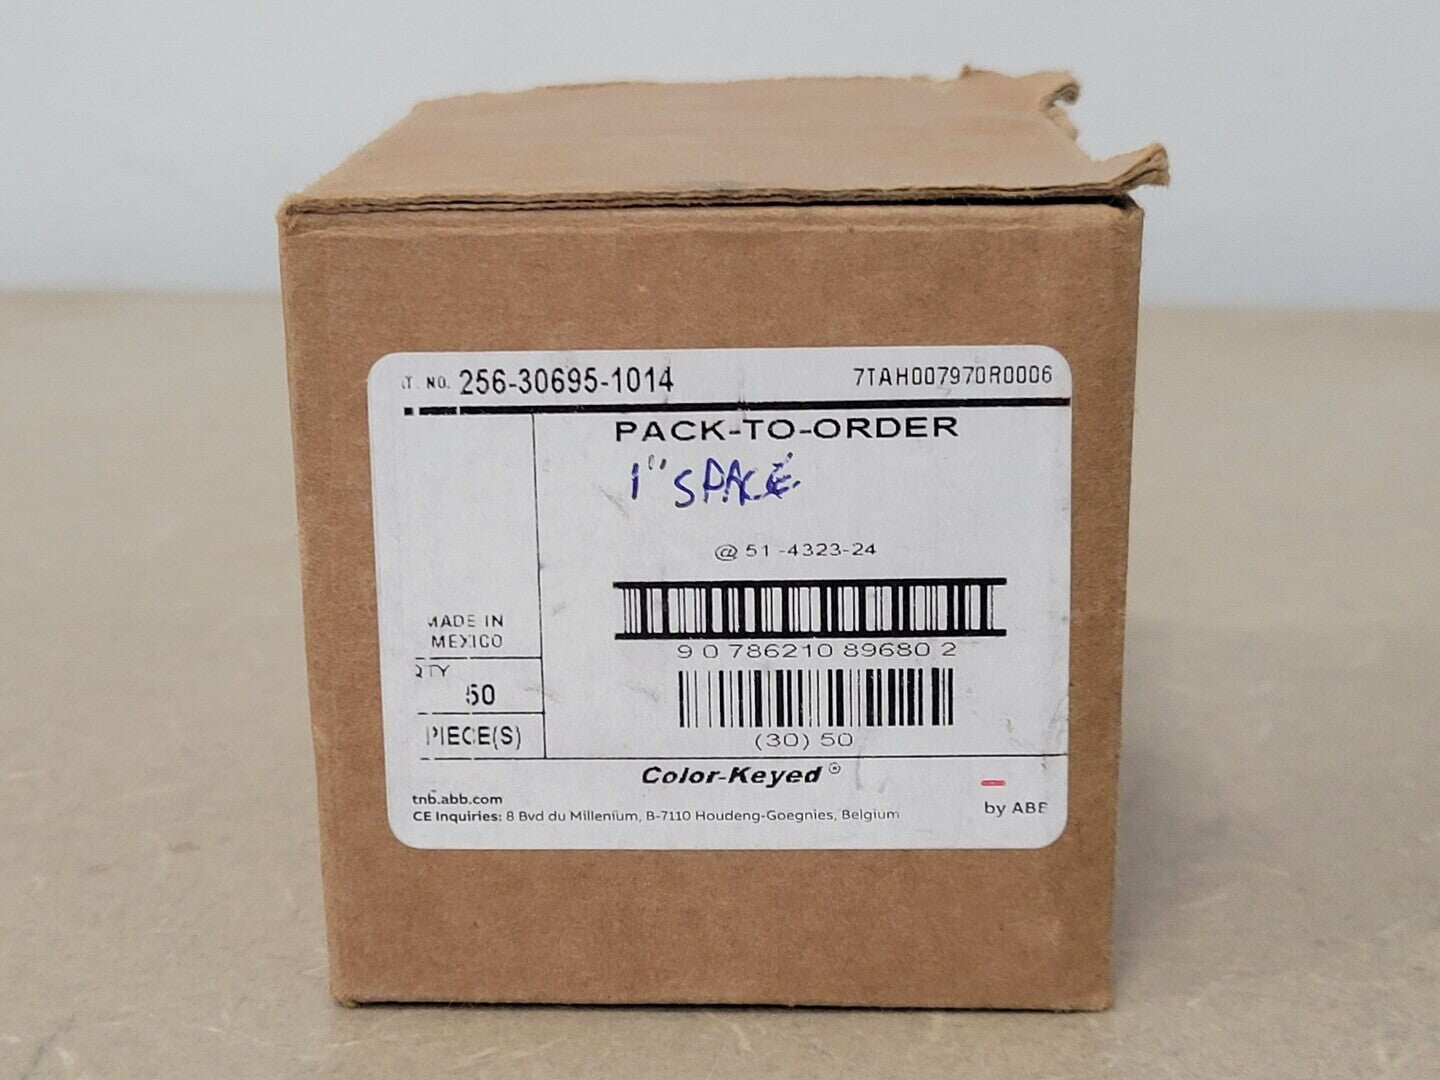 T. NO. 256-30695-1014 7TAH007970R0006
PACK-TO-ORDER
1" SPACE
@ 51-4323-24
MADE IN
MEXICO
9 0 786210 89680 2
QTY
50
PIECE(S)
(30) 50
Color-Keyed®
tnb.abb.com
by ABB
CE Inquiries: 8 Bvd du Millenium, B-7110 Houdeng-Goegnies, Belgium